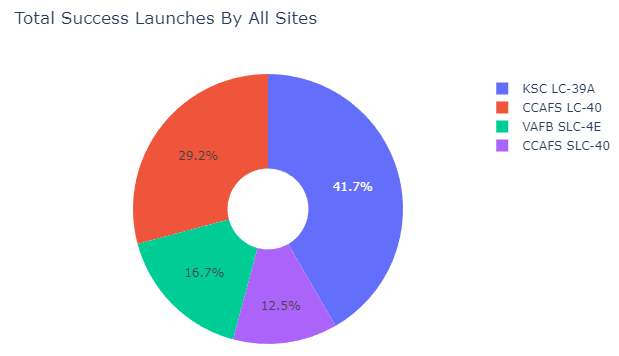 Total Success Launches By All Sites
KSC LC-39A
CCAFS LC-40
VAFB SLC-4E
CCAFS SLC-40
29.2%
41.7%
16.7%
12.5%